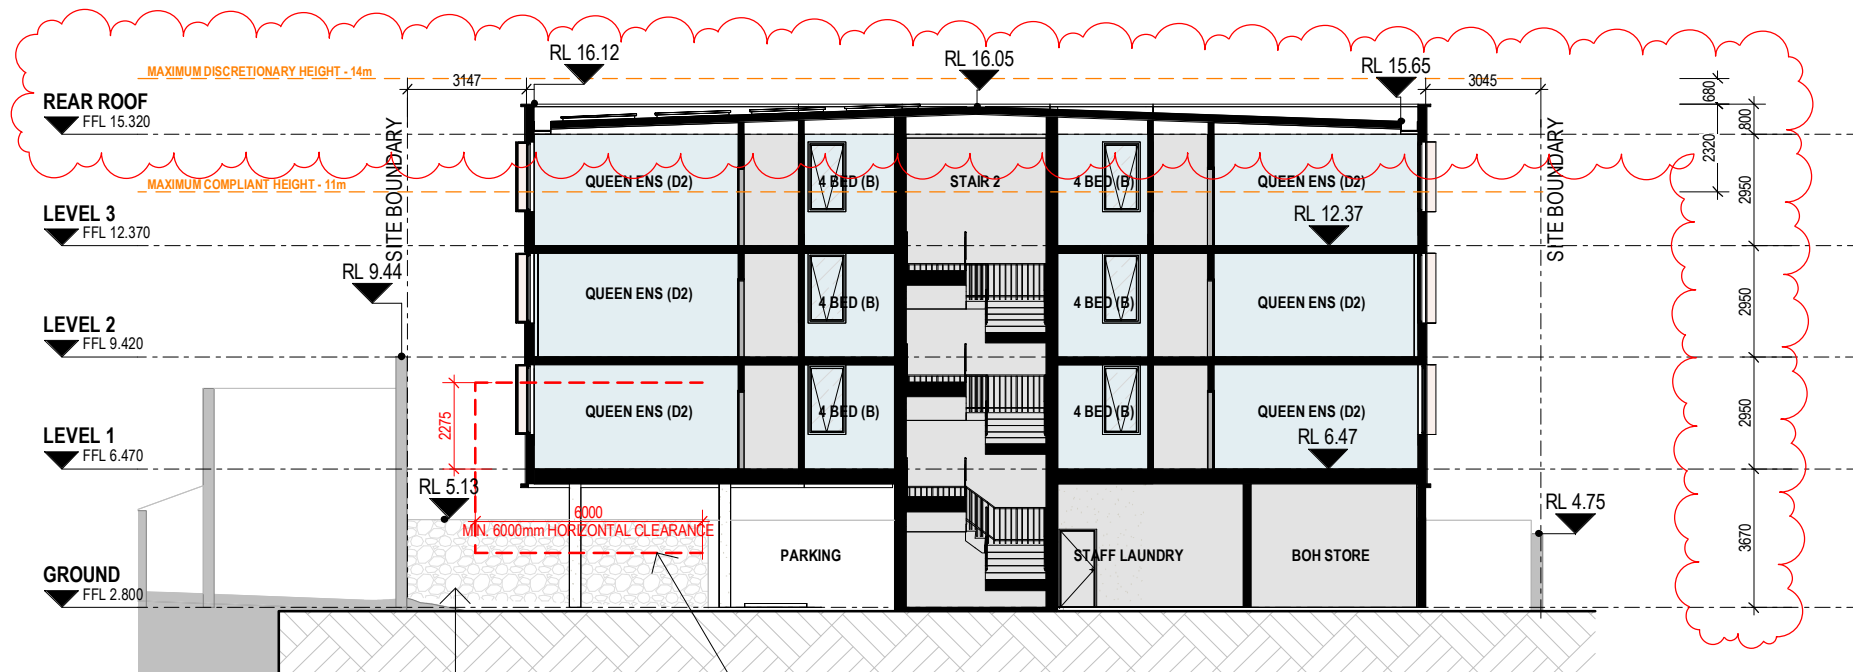 RL 16.12
RL 16.05
RL 15.65
MAXIMUM DISCRETIONARY HEIGHT - 14m
3147
3045
680
REAR ROOF
FFL 15.320
800
2320
SITE BOUNDARY
SITE BOUNDARY
MAXIMUM COMPLIANT HEIGHT - 11m
QUEEN ENS (D2)
4 BED (B)
STAIR 2
4 BED (B)
QUEEN ENS (D2)
2950
LEVEL 3
FFL 12.370
RL 12.37
RL 9.44
QUEEN ENS (D2)
4 BED (B)
4 BED (B)
QUEEN ENS (D2)
2950
LEVEL 2
FFL 9.420
QUEEN ENS (D2)
4 BED (B)
4 BED (B)
QUEEN ENS (D2)
2950
2275
LEVEL 1
FFL 6.470
RL 6.47
RL 5.13
RL 4.75
6000
MIN. 6000mm HORIZONTAL CLEARANCE
PARKING
STAFF LAUNDRY
BOH STORE
3670
GROUND
FFL 2.800